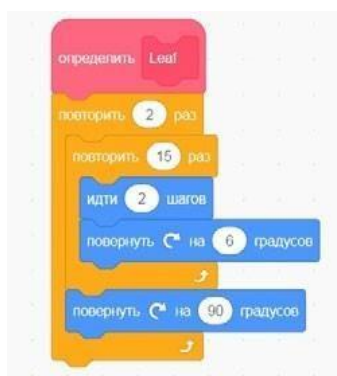 определить Leaf
повторить 2 раз
повторить 15 раз
идти 2 шагов
повернуть на 6 градусов
повернуть на 90 градусов